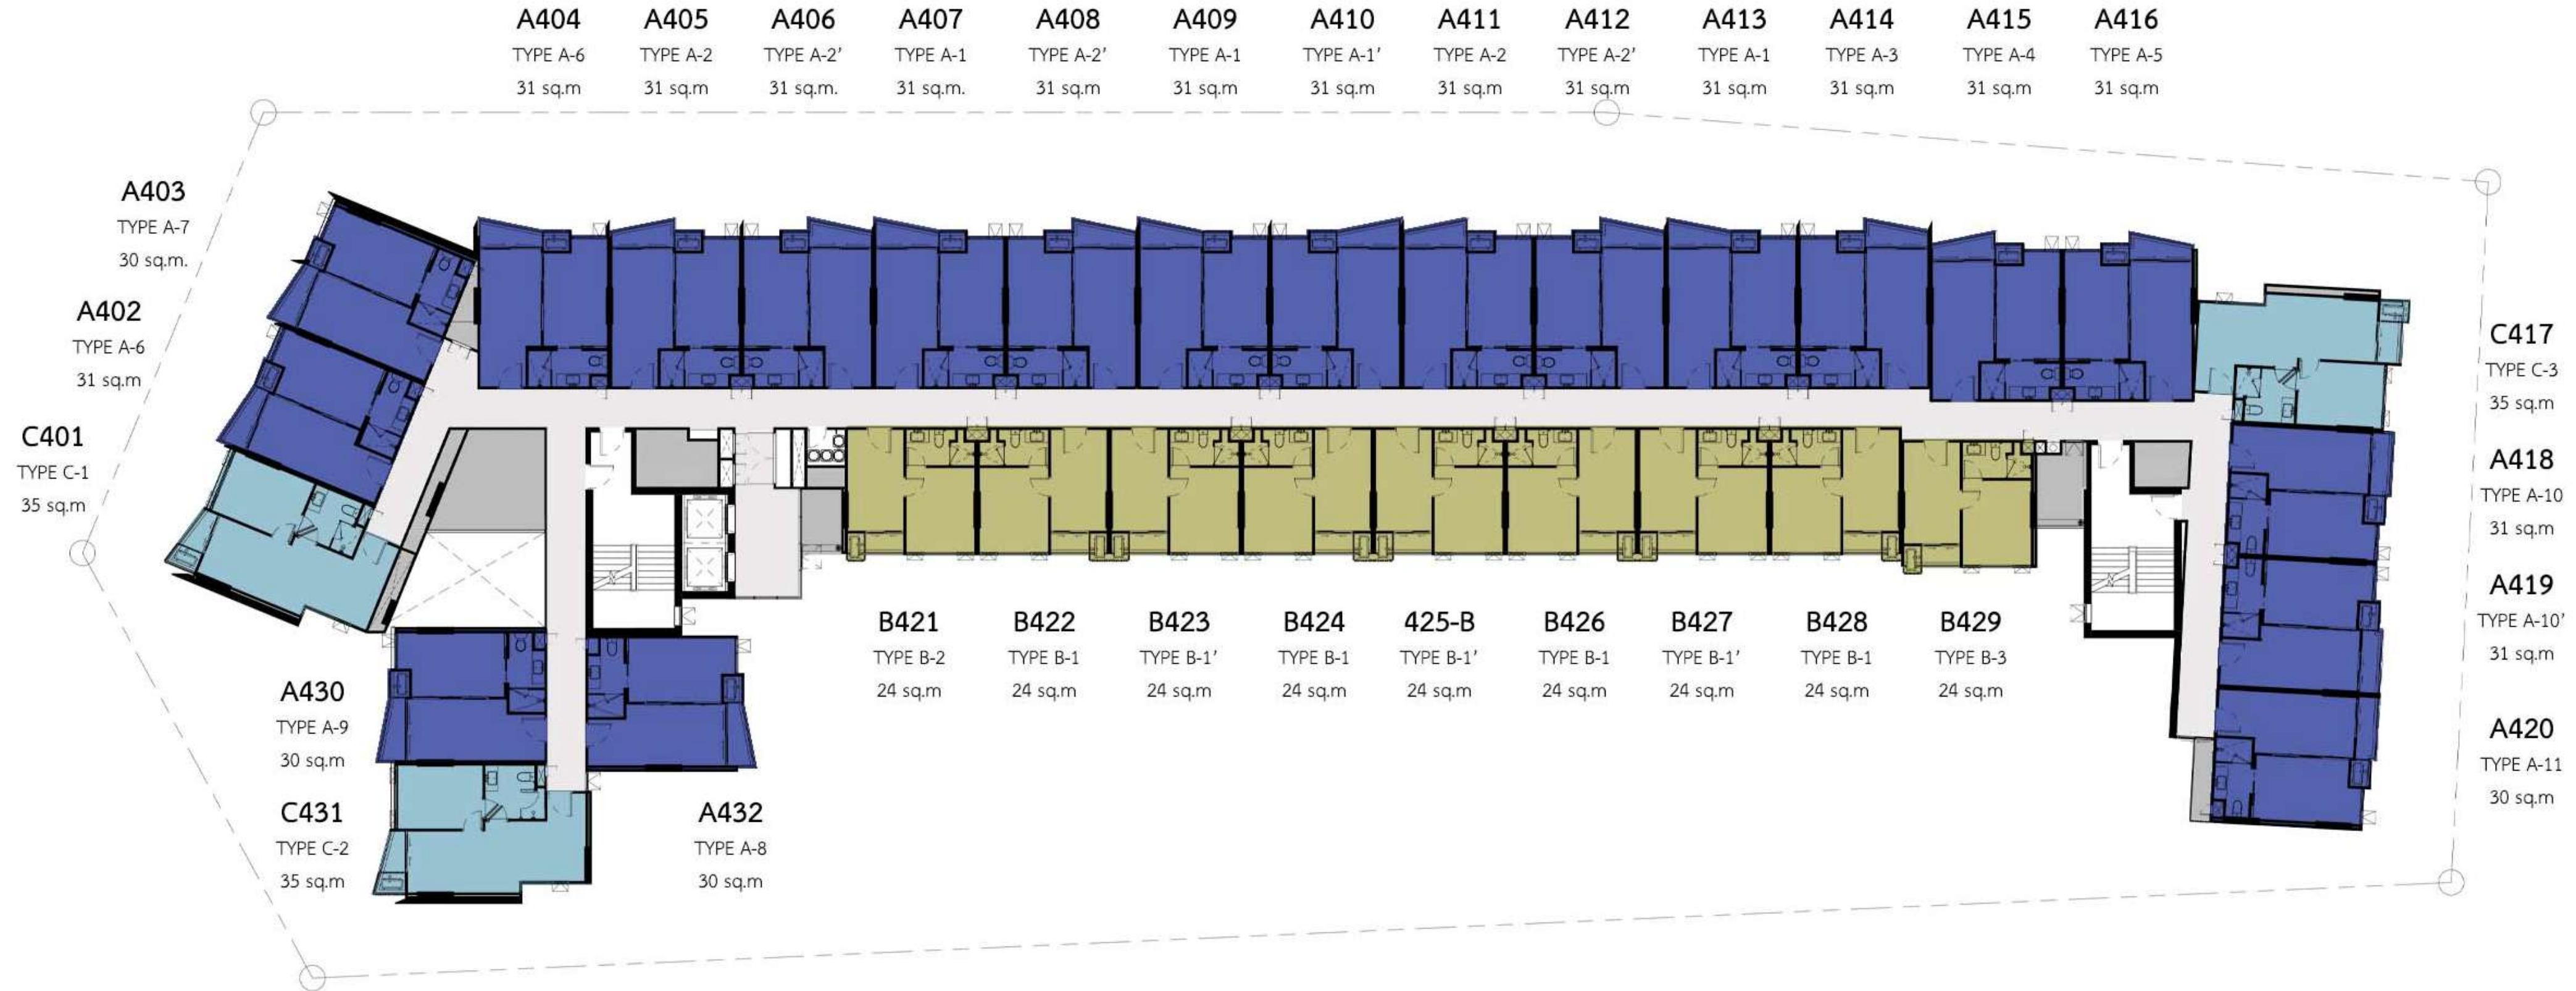 A404
TYPE A-6
31 sq.m
A405
TYPE A-2
31 sq.m
A406
TYPE A-2'
31 sq.m.
A407
TYPE A-1
31 sq.m.
A408
TYPE A-2'
31 sq.m
A409
TYPE A-1
31 sq.m
A410
TYPE A-1'
31 sq.m
A411
TYPE A-2
31 sq.m
A412
TYPE A-2'
31 sq.m
A413
TYPE A-1
31 sq.m
A414
TYPE A-3
31 sq.m
A415
TYPE A-4
31 sq.m
A416
TYPE A-5
31 sq.m
A403
TYPE A-7
30 sq.m.
A402
TYPE A-6
31 sq.m
C401
TYPE C-1
35 sq.m
C417
TYPE C-3
35 sq.m
A418
TYPE A-10
31 sq.m
A419
TYPE A-10'
31 sq.m
A420
TYPE A-11
30 sq.m
B421
TYPE B-2
24 sq.m
B422
TYPE B-1
24 sq.m
B423
TYPE B-1'
24 sq.m
B424
TYPE B-1
24 sq.m
425-B
TYPE B-1'
24 sq.m
B426
TYPE B-1
24 sq.m
B427
TYPE B-1'
24 sq.m
B428
TYPE B-1
24 sq.m
B429
TYPE B-3
24 sq.m
A430
TYPE A-9
30 sq.m
C431
TYPE C-2
35 sq.m
A432
TYPE A-8
30 sq.m